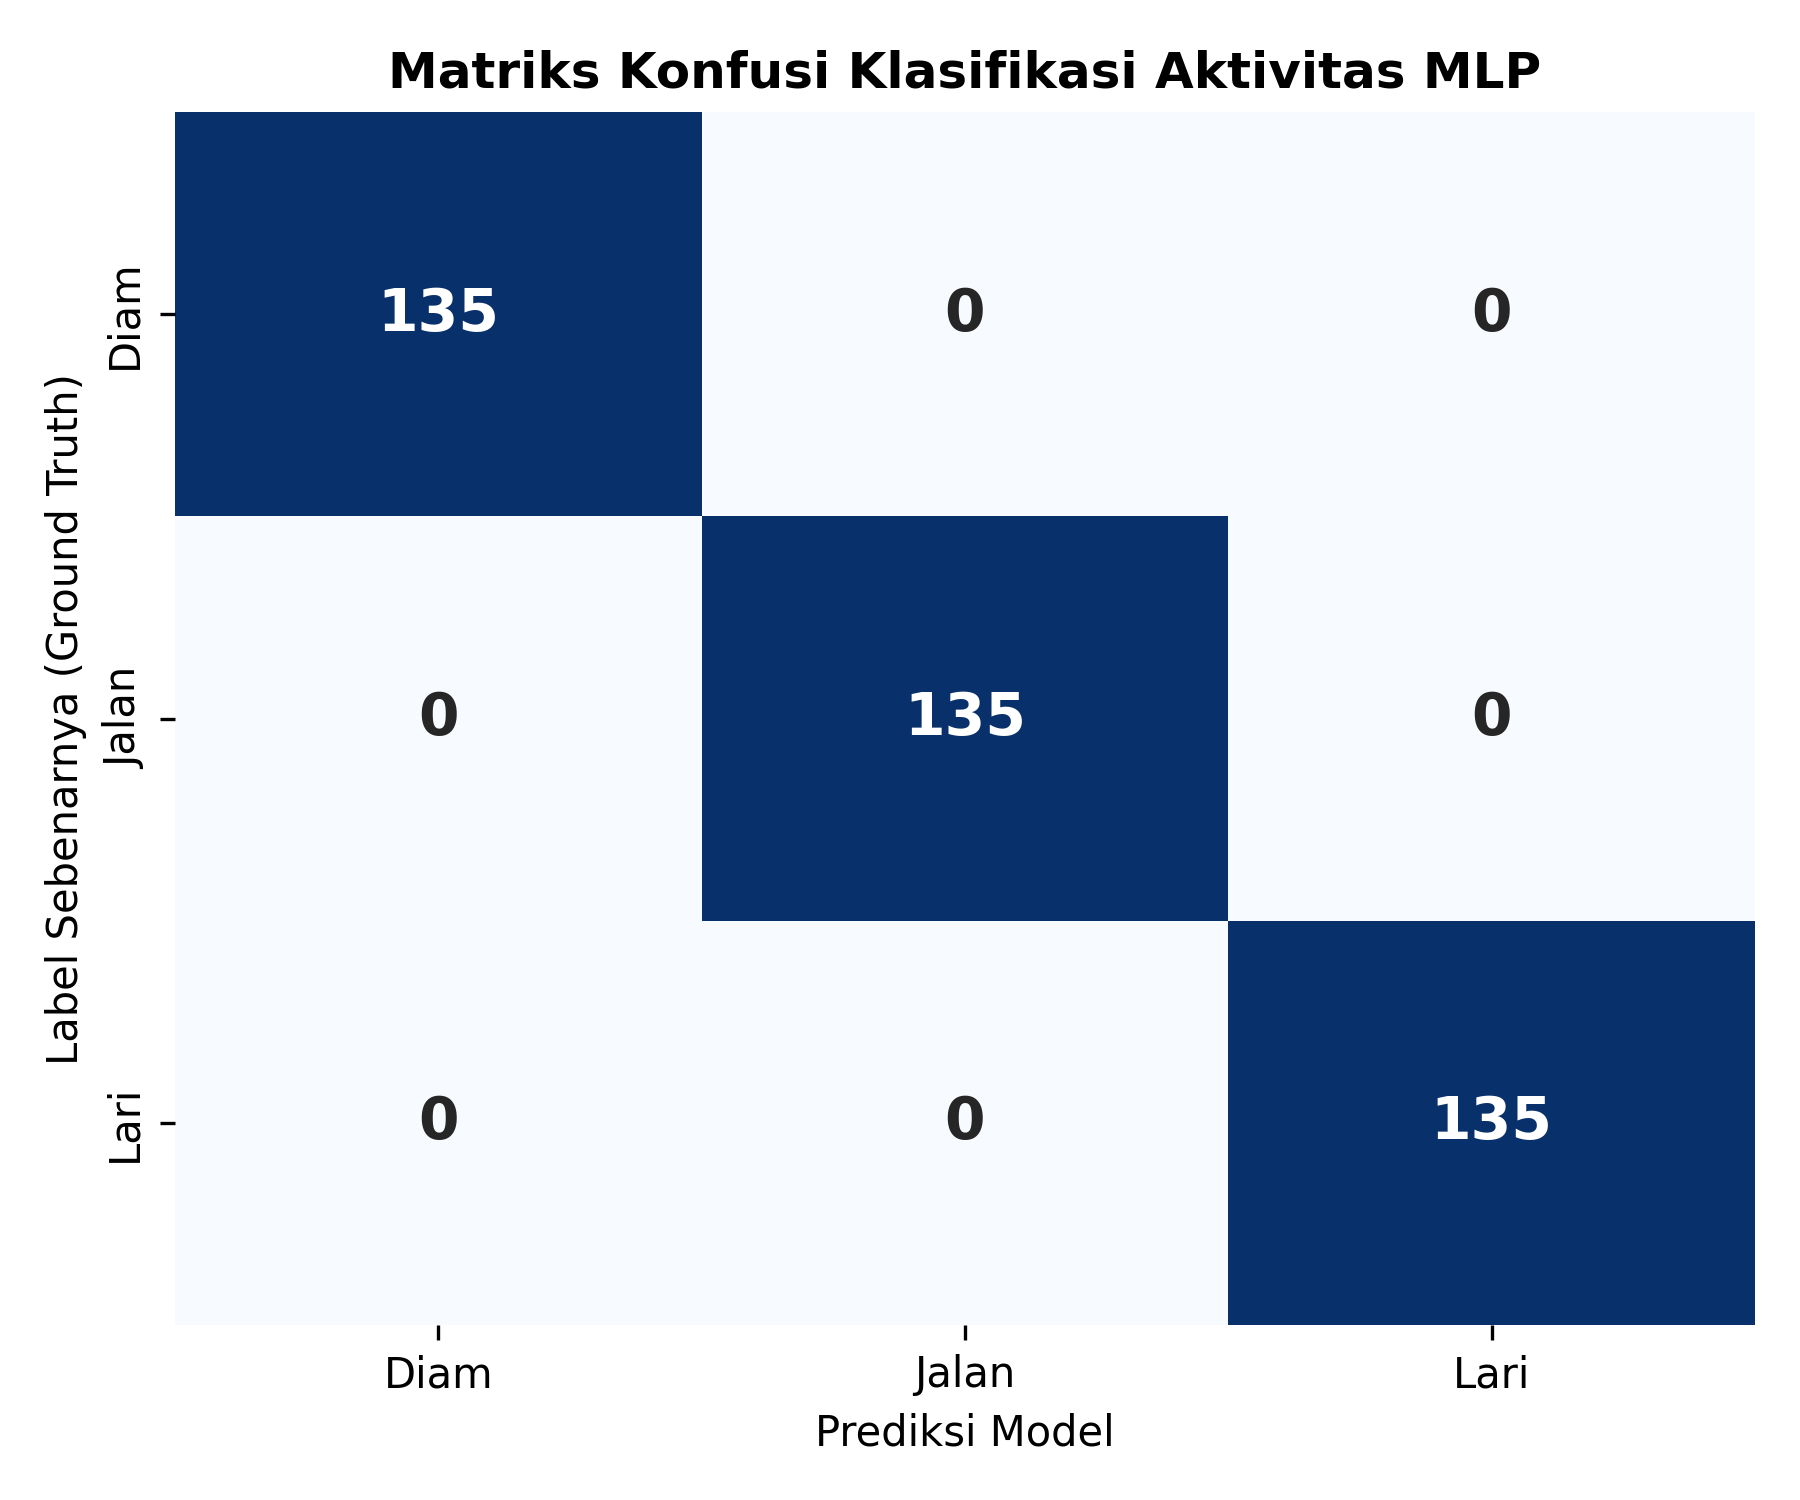 Matriks Konfusi Klasifikasi Aktivitas MLP
Label Sebenarnya (Ground Truth)
Diam
135
0
0
Jalan
0
135
0
Lari
0
0
135
Diam
Jalan
Lari
Prediksi Model